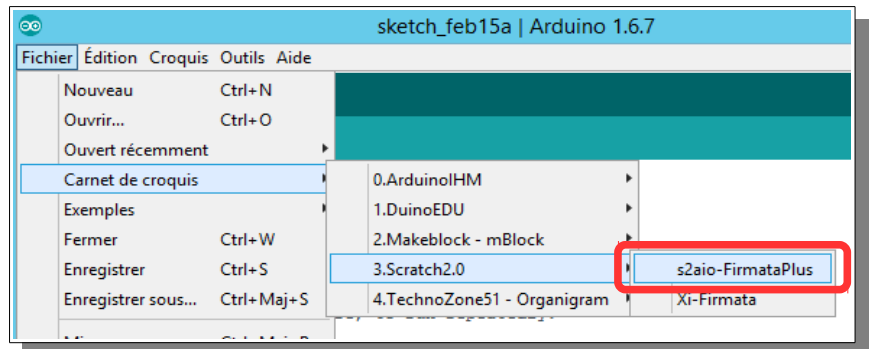 sketch_feb15a | Arduino 1.6.7
Fichier Édition Croquis Outils Aide
Nouveau Ctrl+N
Ouvrir... Ctrl+O
Ouvert récemment
Carnet de croquis
0.ArduinoIHM
Exemples
1.DuinoEDU
Fermer Ctrl+W
2.Makeblock - mBlock
Enregistrer Ctrl+S
3.Scratch2.0
s2aio-FirmataPlus
Enregistrer sous... Ctrl+Maj+S
4.TechnoZone51 - Organigram
Xi-Firmata